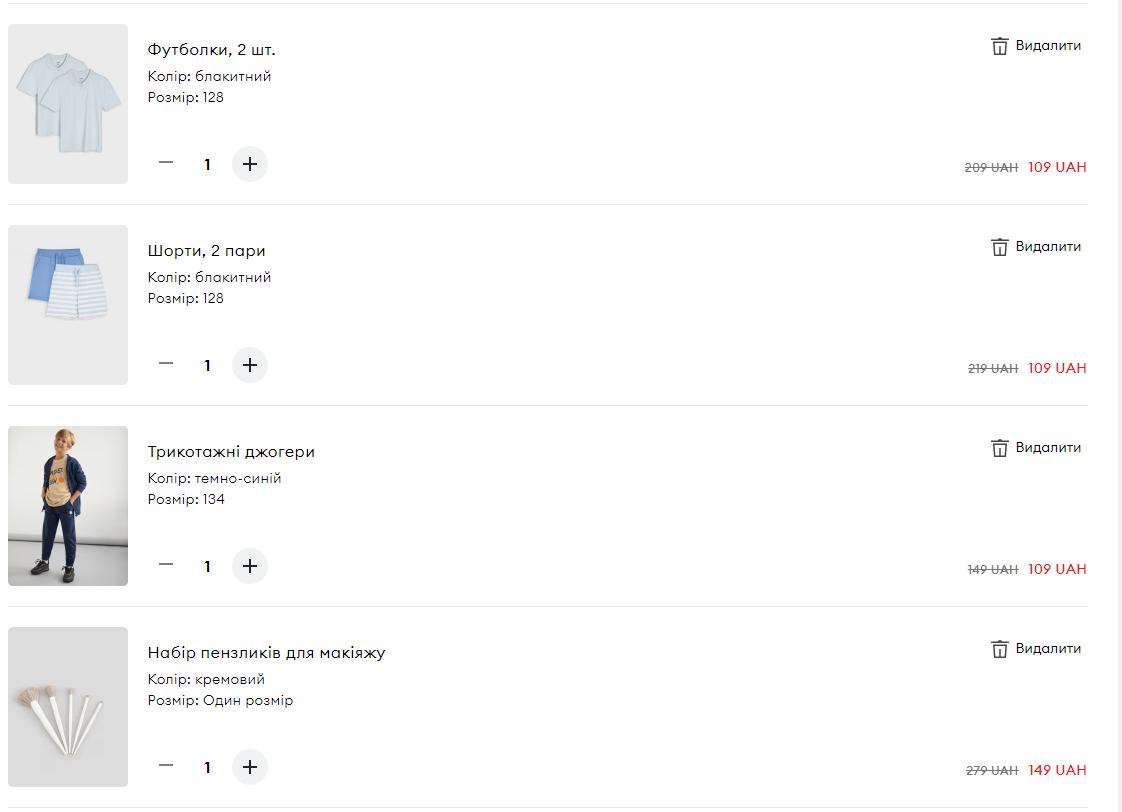 Футболки, 2 шт.
Видалити
Колір: блакитний
Розмір: 128
1
209 UAH 109 UAH
Шорти, 2 пари
Видалити
Колір: блакитний
Розмір: 128
1
219 UAH 109 UAH
Трикотажні джогери
Видалити
Колір: темно-синій
Розмір: 134
1
149 UAH 109 UAH
Набір пензликів для макіяжу
Видалити
Колір: кремовий
Розмір: Один розмір
1
279 UAH 149 UAH